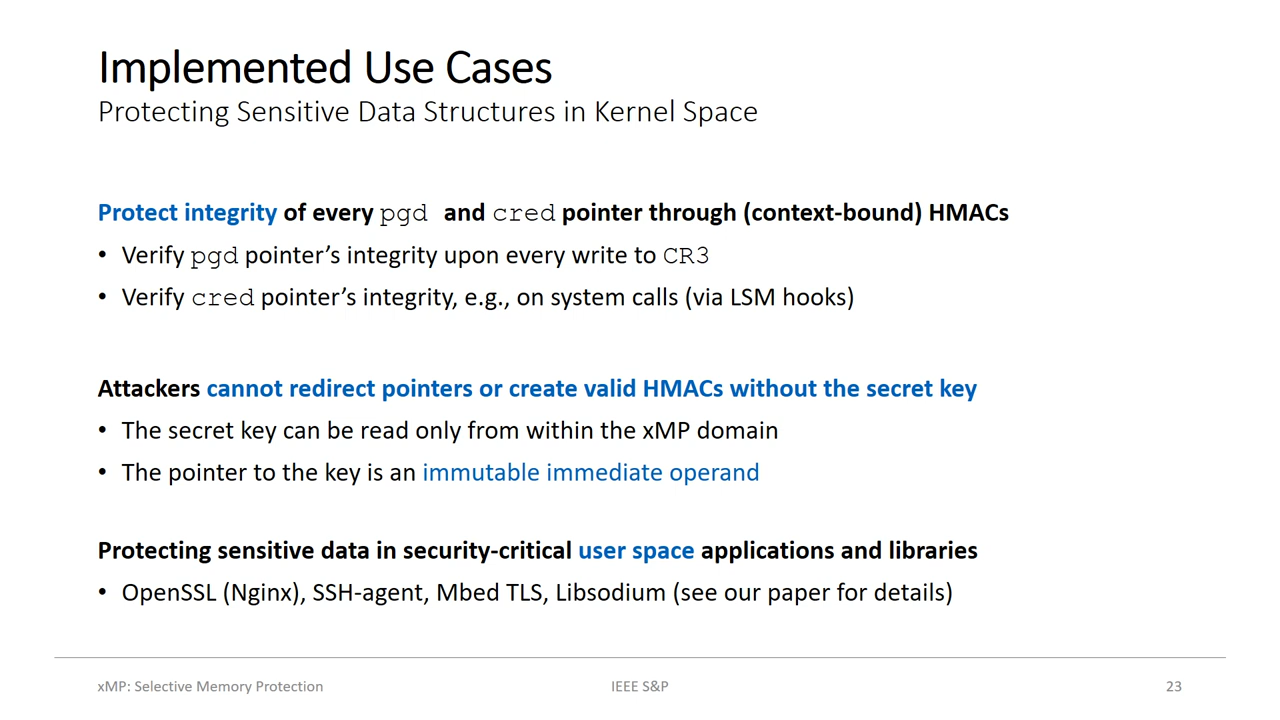 Implemented Use Cases
Protecting Sensitive Data Structures in Kernel Space
Protect integrity of every pgd and cred pointer through (context-bound) HMACs
• Verify pgd pointer’s integrity upon every write to CR3
• Verify cred pointer’s integrity, e.g., on system calls (via LSM hooks)
Attackers cannot redirect pointers or create valid HMACs without the secret key
• The secret key can be read only from within the xMP domain
• The pointer to the key is an immutable immediate operand
Protecting sensitive data in security-critical user space applications and libraries
• OpenSSL (Nginx), SSH-agent, Mbed TLS, Libsodium (see our paper for details)
xMP: Selective Memory Protection IEEE S&P 23